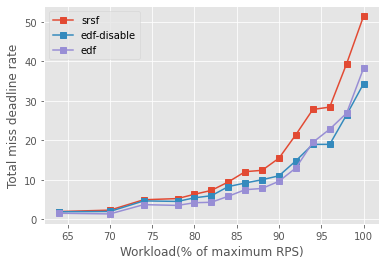 srsf
edf-disable
edf
Total miss deadline rate
50
40
30
20
10
0
65 70 75 80 85 90 95 100
Workload(% of maximum RPS)